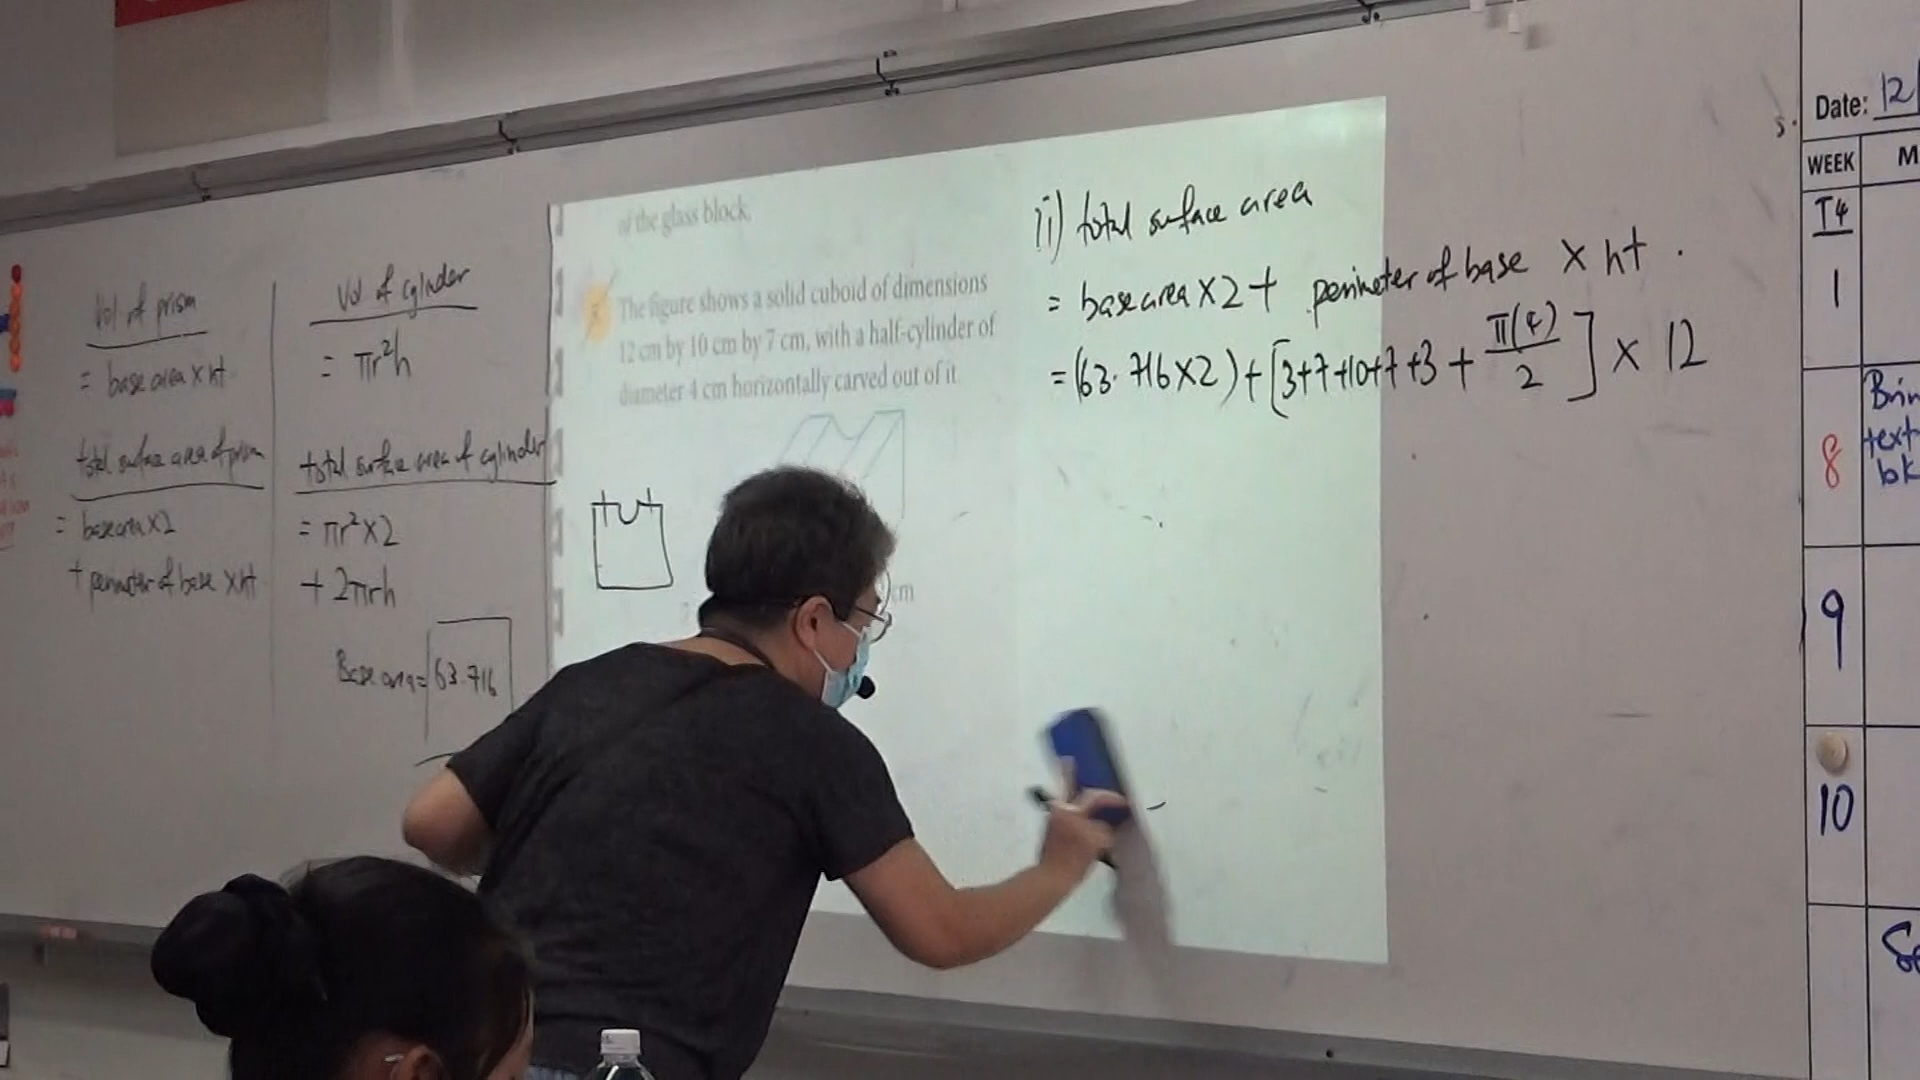 Vol of prism
= base area x ht
total surface area of prism
= base area x 2
+ perimeter of base x ht
Vol of cylinder
= πr²h
total surface area of cylinder
= πr² x 2
+ 2πrh
Base area = 63.716
of the glass block.
The figure shows a solid cuboid of dimensions
12 cm by 10 cm by 7 cm, with a half-cylinder of
diameter 4 cm horizontally carved out of it.
cm
ii) total surface area
= base area x 2 + perimeter of base x ht.
= (63.716 x 2) + [3+7+10+7+3 + π(4)/2] x 12
Date: 12/
WEEK M
T4
1
8 Brin
text
bk
9
10